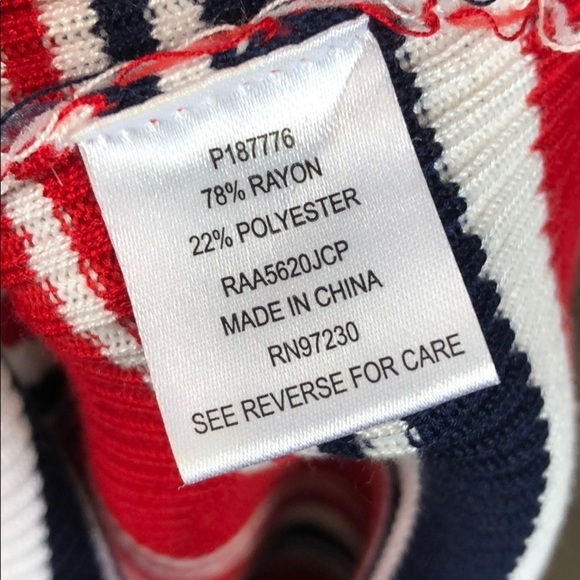 P187776
78% RAYON
22% POLYESTER
RAA5620JCP
MADE IN CHINA
RN97230
SEE REVERSE FOR CARE